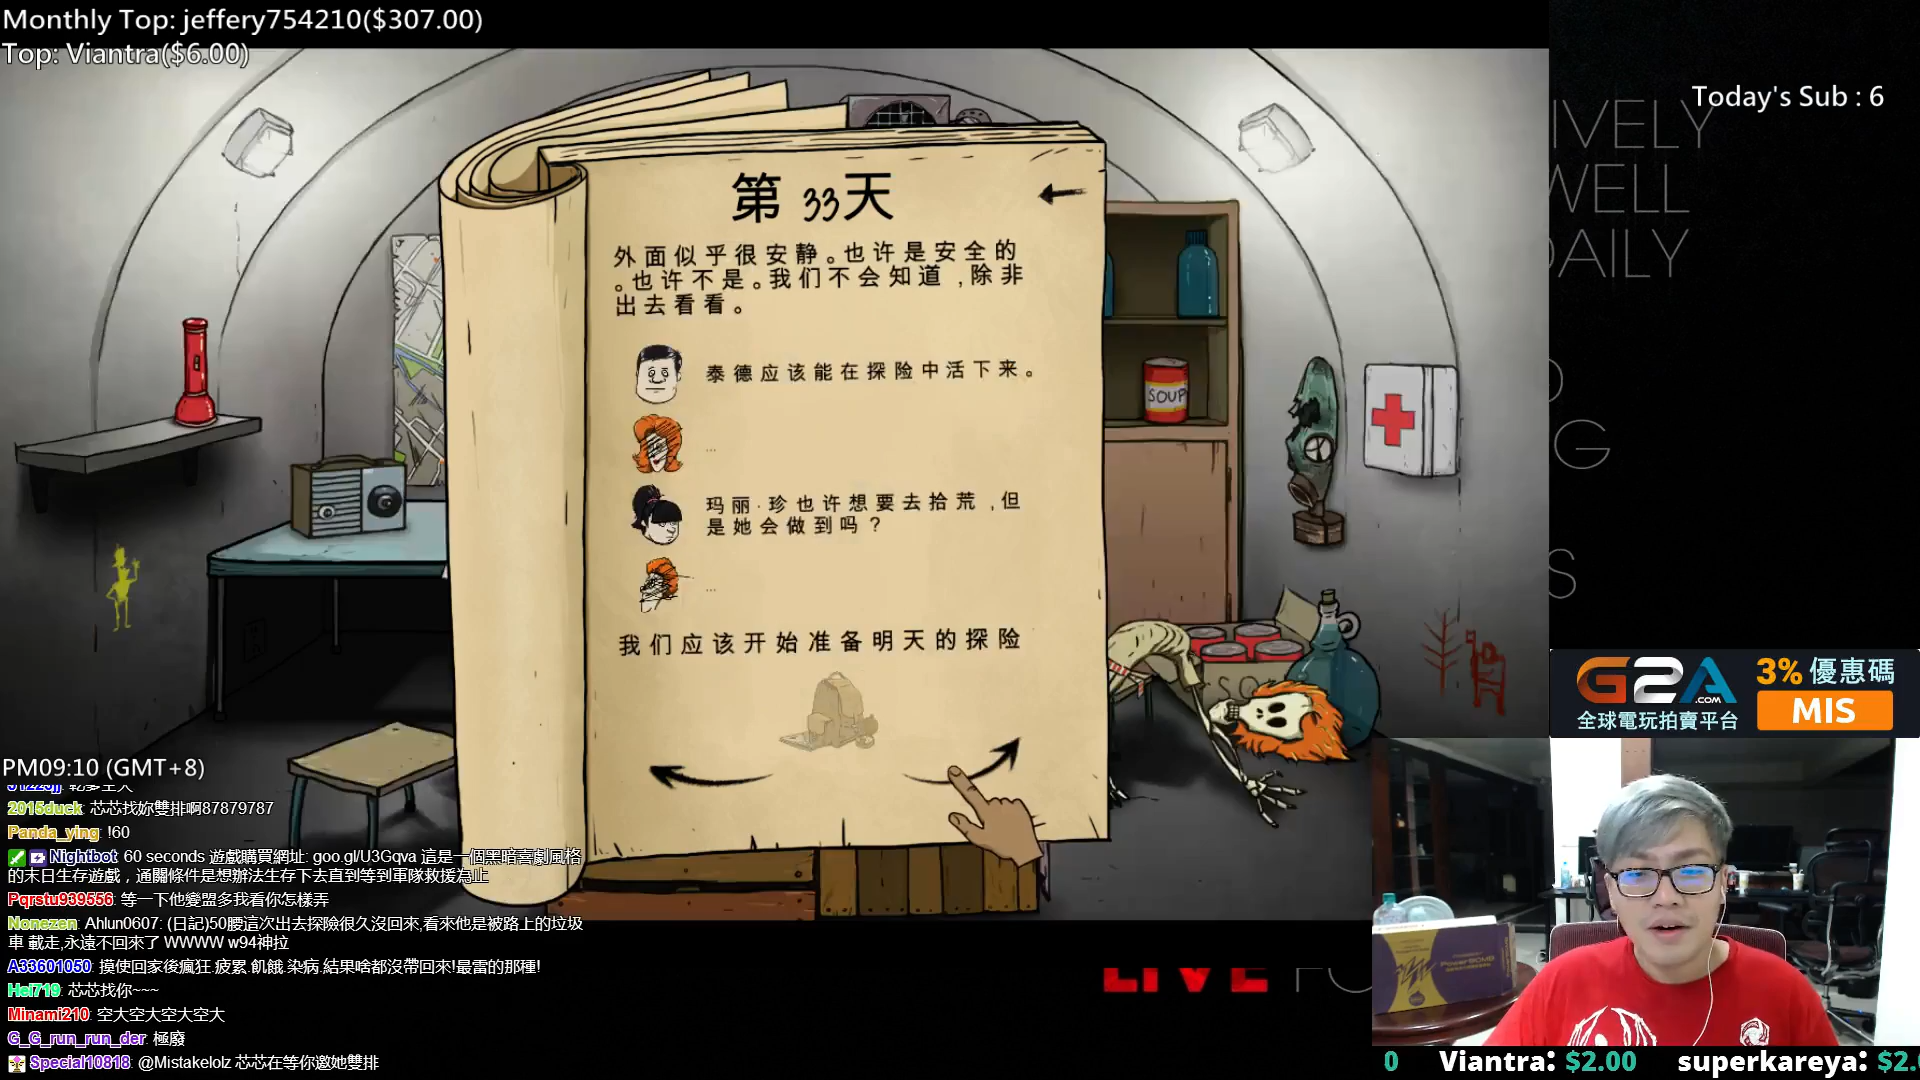 Monthly Top: jeffery754210($307.00)
Top: Viantra($6.00)
Today's Sub : 6
IVELY
WELL
DAILY
G
S
第 33天
外面似乎很安静。也许是安全的
。也许不是。我们不会知道,除非
出去看看。
泰德应该能在探险中活下来。
...
玛丽·珍也许想要去拾荒,但
是她会做到吗?
...
我们应该开始准备明天的探险
SOUP
SO
G2A
.COM
全球電玩拍賣平台
3% 優惠碼
MIS
PM09:10 (GMT+8)
2015duck: 芯芯找妳雙排啊87879787
Panda_ying: !60
Nightbot: 60 seconds 遊戲購買網址: goo.gl/U3Gqva 這是一個黑暗喜劇風格
的末日生存遊戲，通關條件是想辦法生存下去直到等到軍隊救援為止
Pqrstu939556: 等一下他變盟多我看你怎樣弄
Nonezen: Ahlun0607: (日記)50腰這次出去探險很久沒回來,看來他是被路上的垃圾
車 載走,永遠不回來了 WWWW w94神拉
A33601050: 摸使回家後瘋狂.疲累.飢餓.染病.結果啥都沒帶回來!最雷的那種!
Hei719: 芯芯找你~~~
Minami210: 空大空大空大空大
G_G_run_run_der: 極廢
Special10818: @Mistakelolz 芯芯在等你邀她雙排
LIVE FO
0 Viantra: $2.00 superkareya: $2.